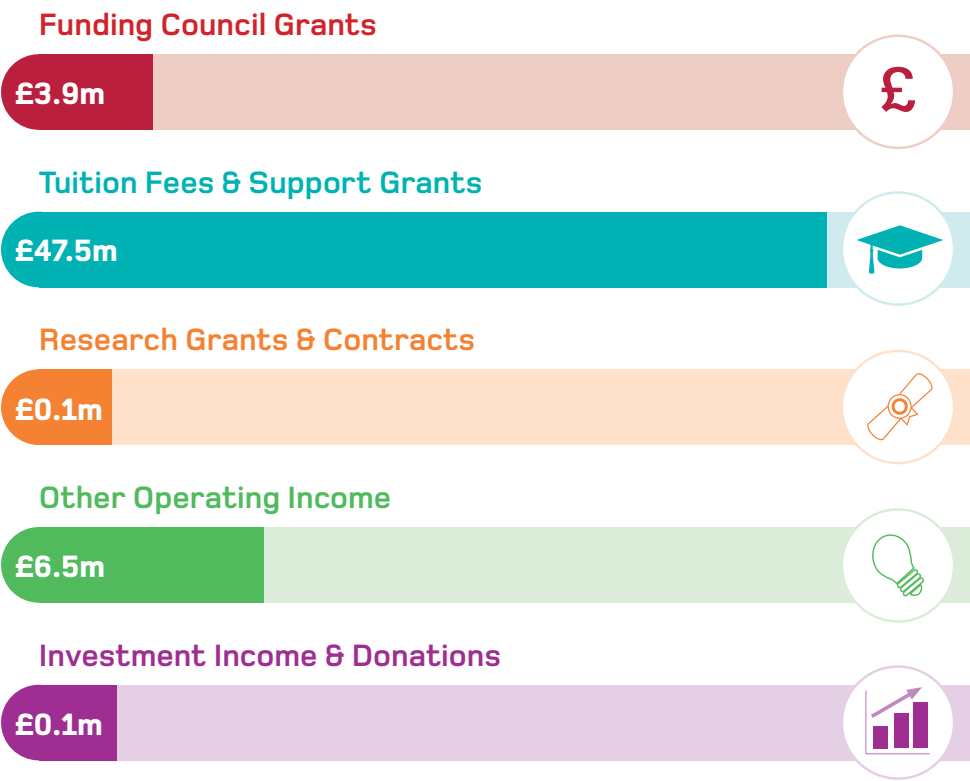 Funding Council Grants
£3.9m
£
Tuition Fees & Support Grants
£47.5m
Research Grants & Contracts
£0.1m
Other Operating Income
£6.5m
Investment Income & Donations
£0.1m